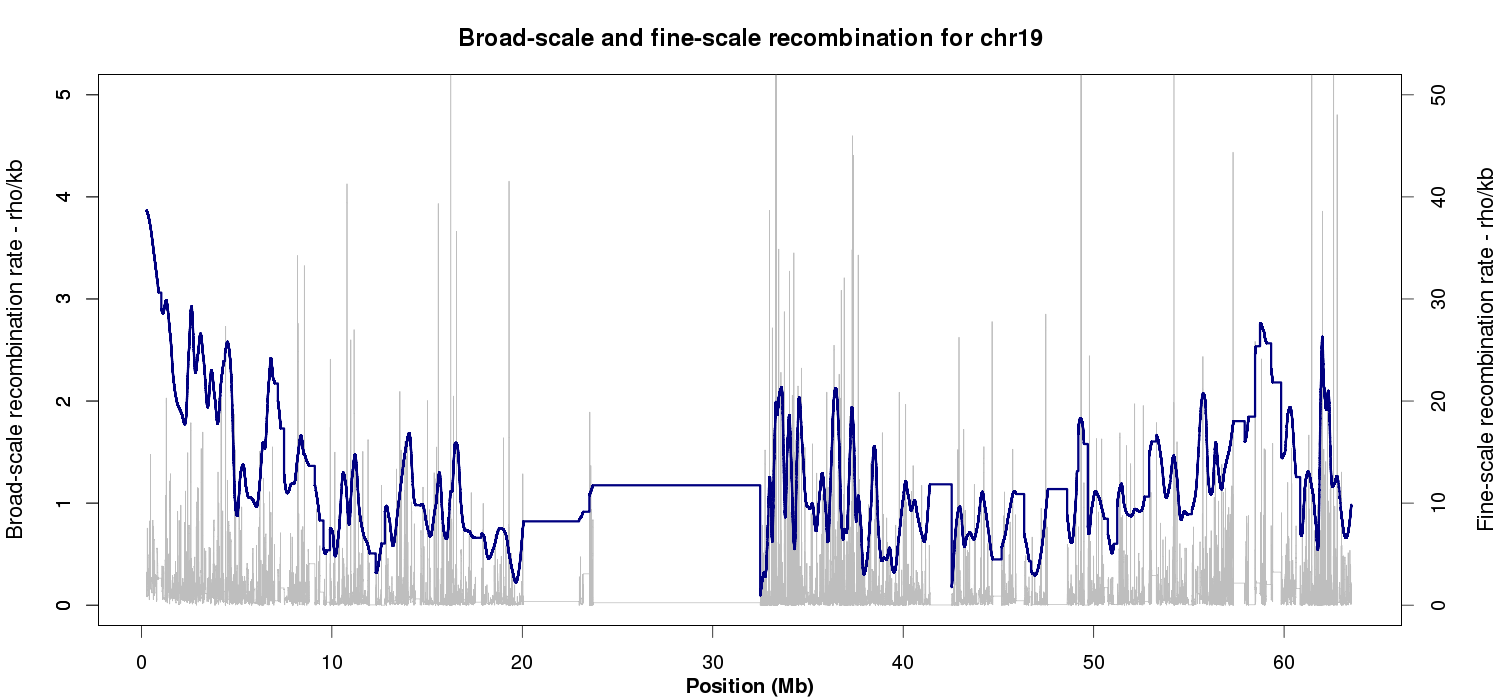 Broad-scale and fine-scale recombination for chr19
Broad-scale recombination rate - rho/kb
0 1 2 3 4 5
0 10 20 30 40 50 60
Position (Mb)
0 10 20 30 40 50
Fine-scale recombination rate - rho/kb